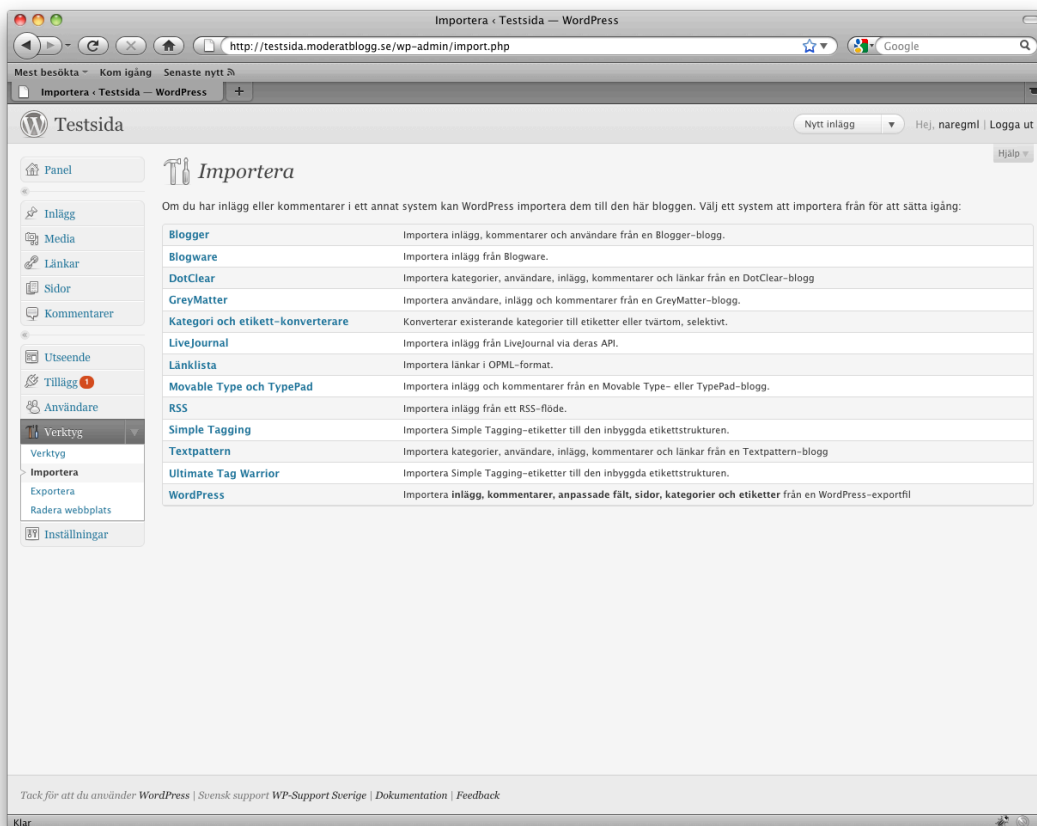 Importera ‹ Testsida — WordPress
http://testsida.moderatblogg.se/wp-admin/import.php
Google
Mest besökta Kom igång Senaste nytt
Importera ‹ Testsida — WordPress +
Testsida
Nytt inlägg
Hej, naregml | Logga ut
Hjälp
Importera
Om du har inlägg eller kommentarer i ett annat system kan WordPress importera dem till den här bloggen. Välj ett system att importera från för att sätta igång:
Panel
Inlägg
Media
Länkar
Sidor
Kommentarer
Utseende
Tillägg 1
Användare
Verktyg
Verktyg
Importera
Exportera
Radera webbplats
Inställningar
Blogger Importera inlägg, kommentarer och användare från en Blogger-blogg.
Blogware Importera inlägg från Blogware.
DotClear Importera kategorier, användare, inlägg, kommentarer och länkar från en DotClear-blogg
GreyMatter Importera användare, inlägg och kommentarer från en GreyMatter-blogg.
Kategori och etikett-konverterare Konverterar existerande kategorier till etiketter eller tvärtom, selektivt.
LiveJournal Importera inlägg från LiveJournal via deras API.
Länklista Importera länkar i OPML-format.
Movable Type och TypePad Importera inlägg och kommentarer från en Movable Type- eller TypePad-blogg.
RSS Importera inlägg från ett RSS-flöde.
Simple Tagging Importera Simple Tagging-etiketter till den inbyggda etikettstrukturen.
Textpattern Importera kategorier, användare, inlägg, kommentarer och länkar från en Textpattern-blogg
Ultimate Tag Warrior Importera Simple Tagging-etiketter till den inbyggda etikettstrukturen.
WordPress Importera inlägg, kommentarer, anpassade fält, sidor, kategorier och etiketter från en WordPress-exportfil
Tack för att du använder WordPress | Svensk support WP-Support Sverige | Dokumentation | Feedback
Klar